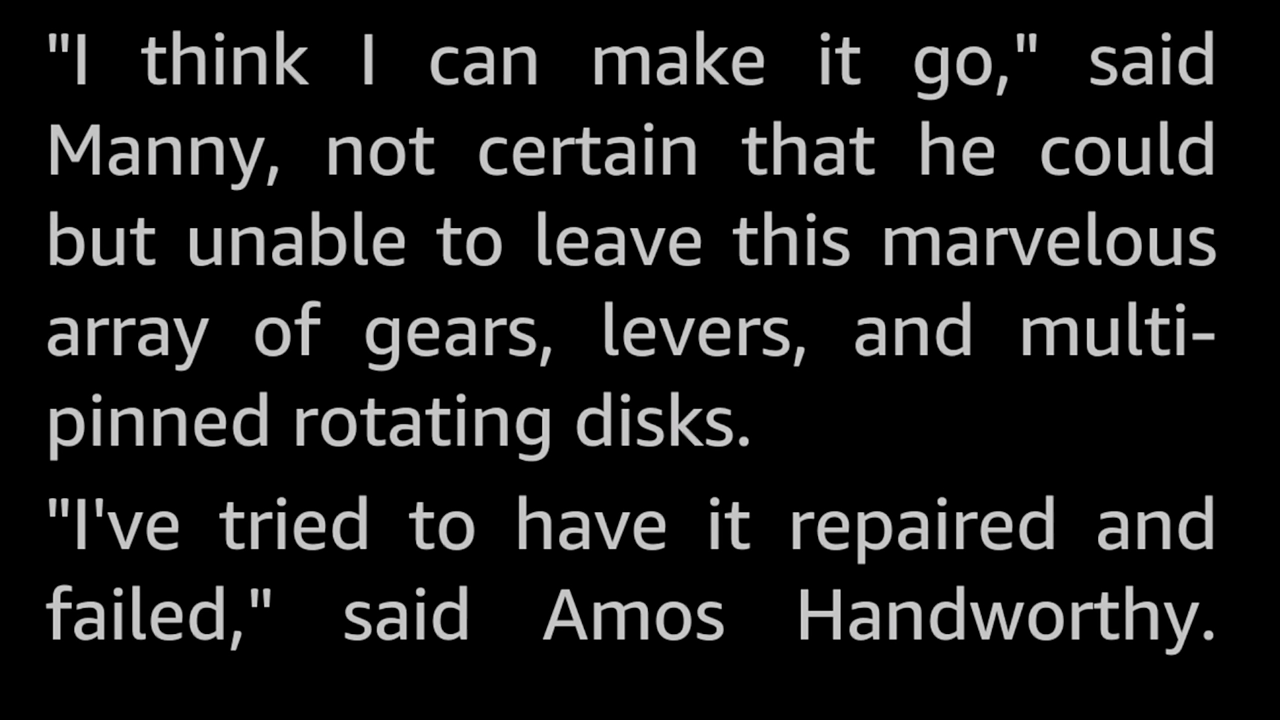 "I think I can make it go," said
Manny, not certain that he could
but unable to leave this marvelous
array of gears, levers, and multi-
pinned rotating disks.
"I've tried to have it repaired and
failed," said Amos Handworthy.